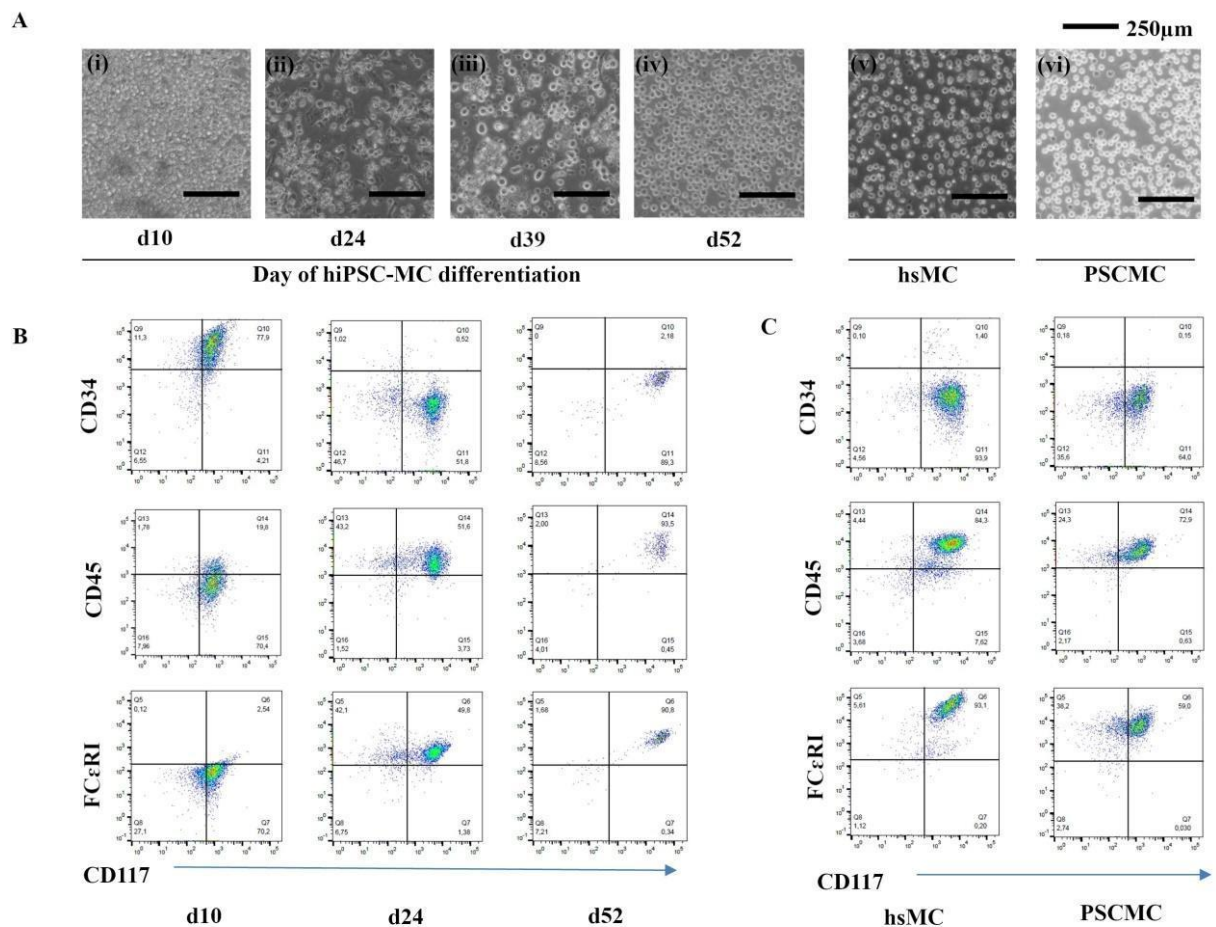 A
250µm
(i)
(ii)
(iii)
(iv)
(v)
(vi)
d10
d24
d39
d52
Day of hiPSC-MC differentiation
hsMC
PSCMC
B
CD34
Q9
11,3
Q10
77,9
Q12
6,55
Q11
4,21
Q9
1,02
Q10
0,52
Q12
46,7
Q11
51,8
Q9
0
Q10
2,18
Q12
8,56
Q11
89,3
CD45
Q13
1,78
Q14
19,8
Q16
7,96
Q15
70,4
Q13
43,2
Q14
51,6
Q16
1,52
Q15
3,73
Q13
2,00
Q14
93,5
Q16
4,01
Q15
0,45
FCεRI
Q5
0,12
Q6
2,54
Q8
27,1
Q7
70,2
Q5
42,1
Q6
49,8
Q8
6,75
Q7
1,38
Q5
1,68
Q6
90,8
Q8
7,21
Q7
0,34
CD117
d10
d24
d52
C
CD34
Q9
0,10
Q10
1,40
Q12
4,56
Q11
93,9
Q9
0,18
Q10
0,15
Q12
35,6
Q11
64,0
CD45
Q13
4,44
Q14
84,3
Q16
3,68
Q15
7,62
Q13
24,3
Q14
72,9
Q16
2,17
Q15
0,63
FCεRI
Q5
5,61
Q6
93,1
Q8
1,12
Q7
0,20
Q5
38,2
Q6
59,0
Q8
2,74
Q7
0,030
CD117
hsMC
PSCMC